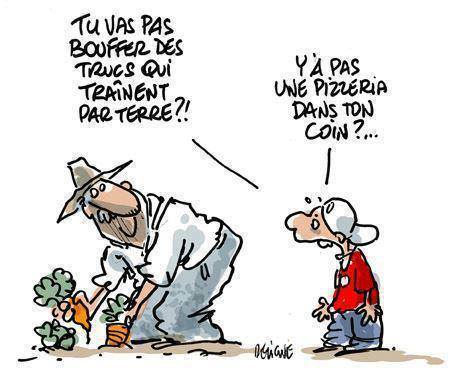 TU VAS PAS
BOUFFER DES
TRUCS QUI
TRAÎNENT
PAR TERRE?!
Y'À PAS
UNE PIZZERIA
DANS TON
COIN?...
DELIGNE